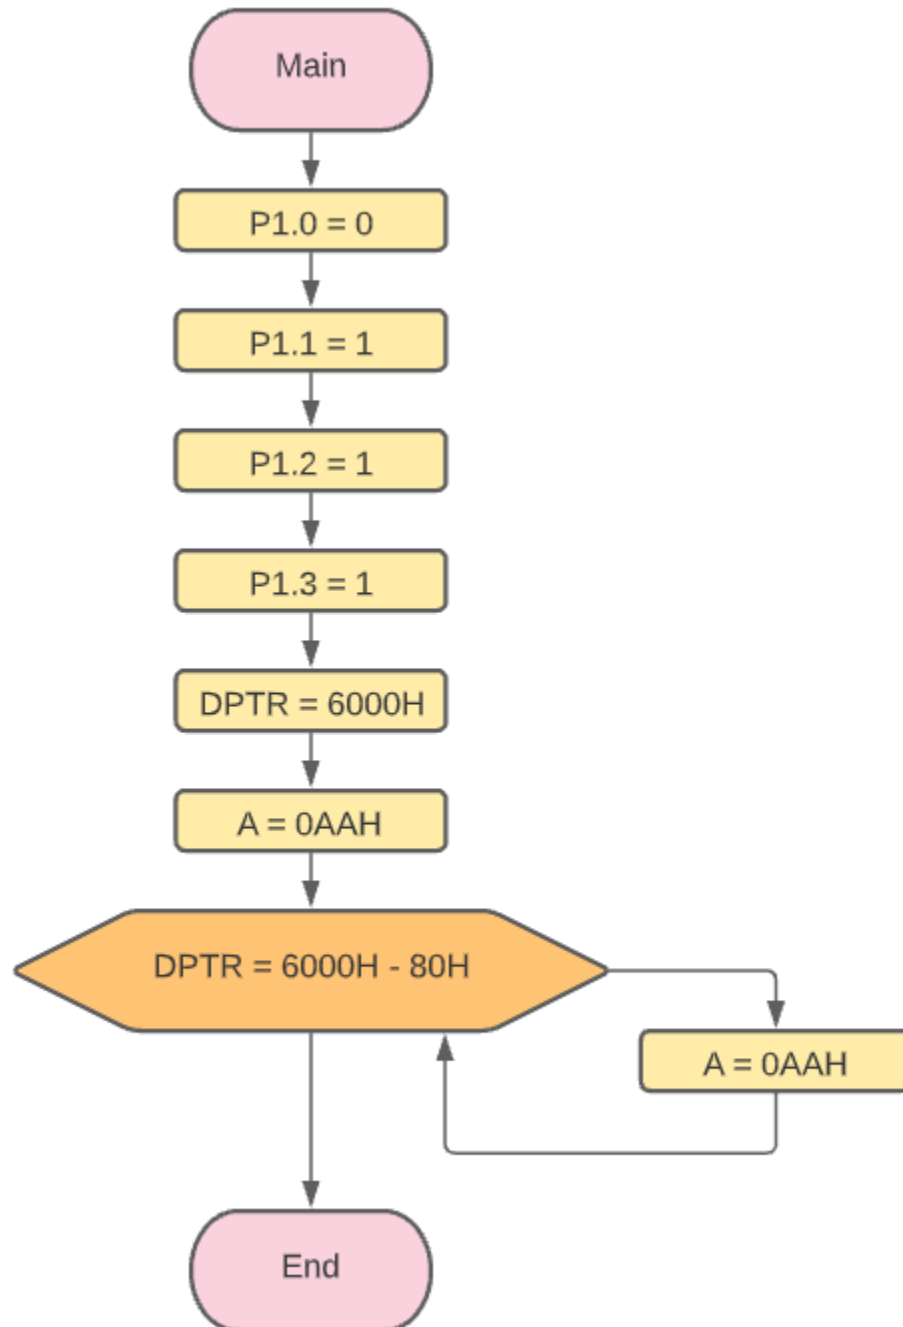 Main
P1.0 = 0
P1.1 = 1
P1.2 = 1
P1.3 = 1
DPTR = 6000H
A = 0AAH
DPTR = 6000H - 80H
A = 0AAH
End